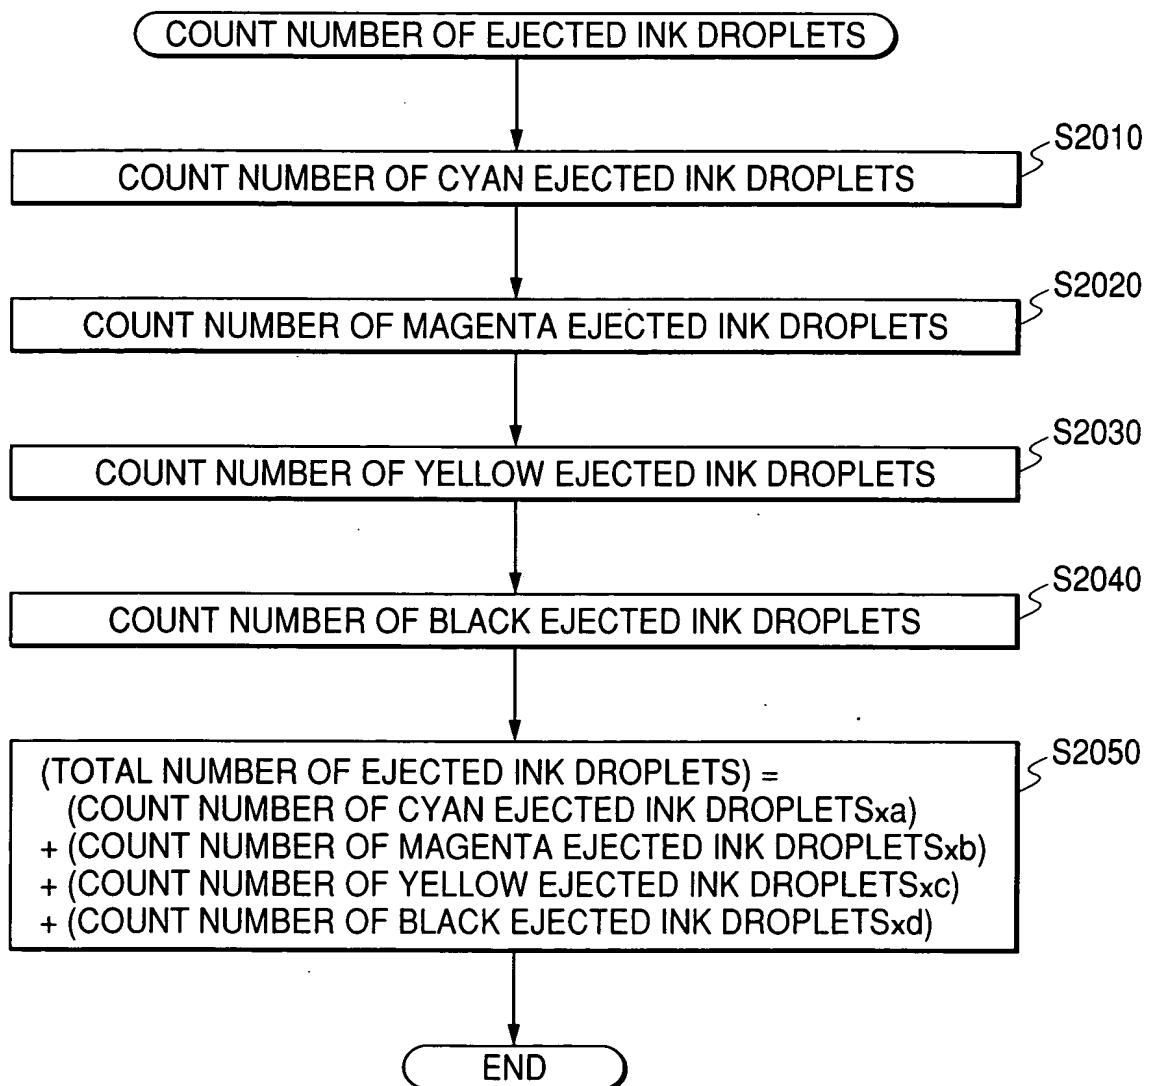 COUNT NUMBER OF EJECTED INK DROPLETS
S2010
COUNT NUMBER OF CYAN EJECTED INK DROPLETS
S2020
COUNT NUMBER OF MAGENTA EJECTED INK DROPLETS
S2030
COUNT NUMBER OF YELLOW EJECTED INK DROPLETS
S2040
COUNT NUMBER OF BLACK EJECTED INK DROPLETS
S2050
(TOTAL NUMBER OF EJECTED INK DROPLETS) =
(COUNT NUMBER OF CYAN EJECTED INK DROPLETSxa)
+ (COUNT NUMBER OF MAGENTA EJECTED INK DROPLETSxb)
+ (COUNT NUMBER OF YELLOW EJECTED INK DROPLETSxc)
+ (COUNT NUMBER OF BLACK EJECTED INK DROPLETSxd)
END